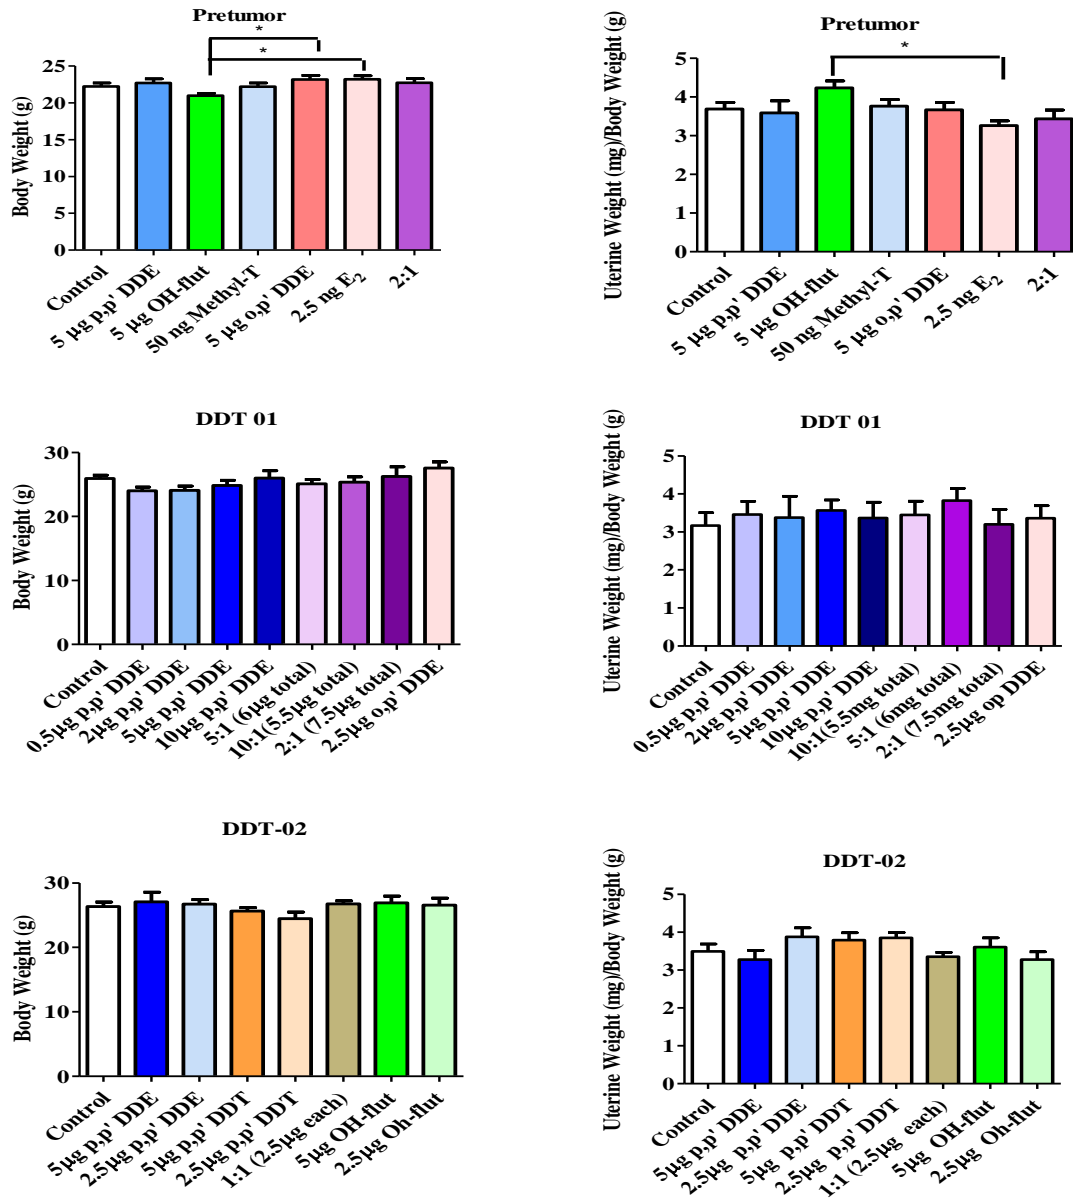 Pretumor
*
*
Body Weight (g)
25
20
15
10
5
0
Control
5 µg p,p' DDE
5 µg OH-flut
50 ng Methyl-T
5 µg o,p' DDE
2.5 ng E2
2:1
Pretumor
*
Uterine Weight (mg)/Body Weight (g)
5
4
3
2
1
0
Control
5 µg p,p' DDE
5 µg OH-flut
50 ng Methyl-T
5 µg o,p' DDE
2.5 ng E2
2:1
DDT 01
Body Weight (g)
30
20
10
0
Control
0.5µg p,p' DDE
2µg p,p' DDE
5µg p,p' DDE
10µg p,p' DDE
5:1 (6µg total)
10:1(5.5µg total)
2:1 (7.5µg total)
2.5µg o,p' DDE
DDT 01
Uterine Weight (mg)/Body Weight (g)
5
4
3
2
1
0
Control
0.5µg p,p' DDE
2µg p,p' DDE
5µg p,p' DDE
10µg p,p' DDE
10:1(5.5mg total)
5:1 (6mg total)
2:1 (7.5mg total)
2.5µg op DDE
DDT-02
Body Weight (g)
30
20
10
0
Control
5µg p,p' DDE
2.5µg p,p' DDE
5µg p,p' DDT
2.5µg p,p' DDT
1:1 (2.5µg each)
5µg OH-flut
2.5µg Oh-flut
DDT-02
Uterine Weight (mg)/Body Weight (g)
5
4
3
2
1
0
Control
5µg p,p' DDE
2.5µg p,p' DDE
5µg p,p' DDT
2.5µg p,p' DDT
1:1 (2.5µg each)
5µg OH-flut
2.5µg Oh-flut